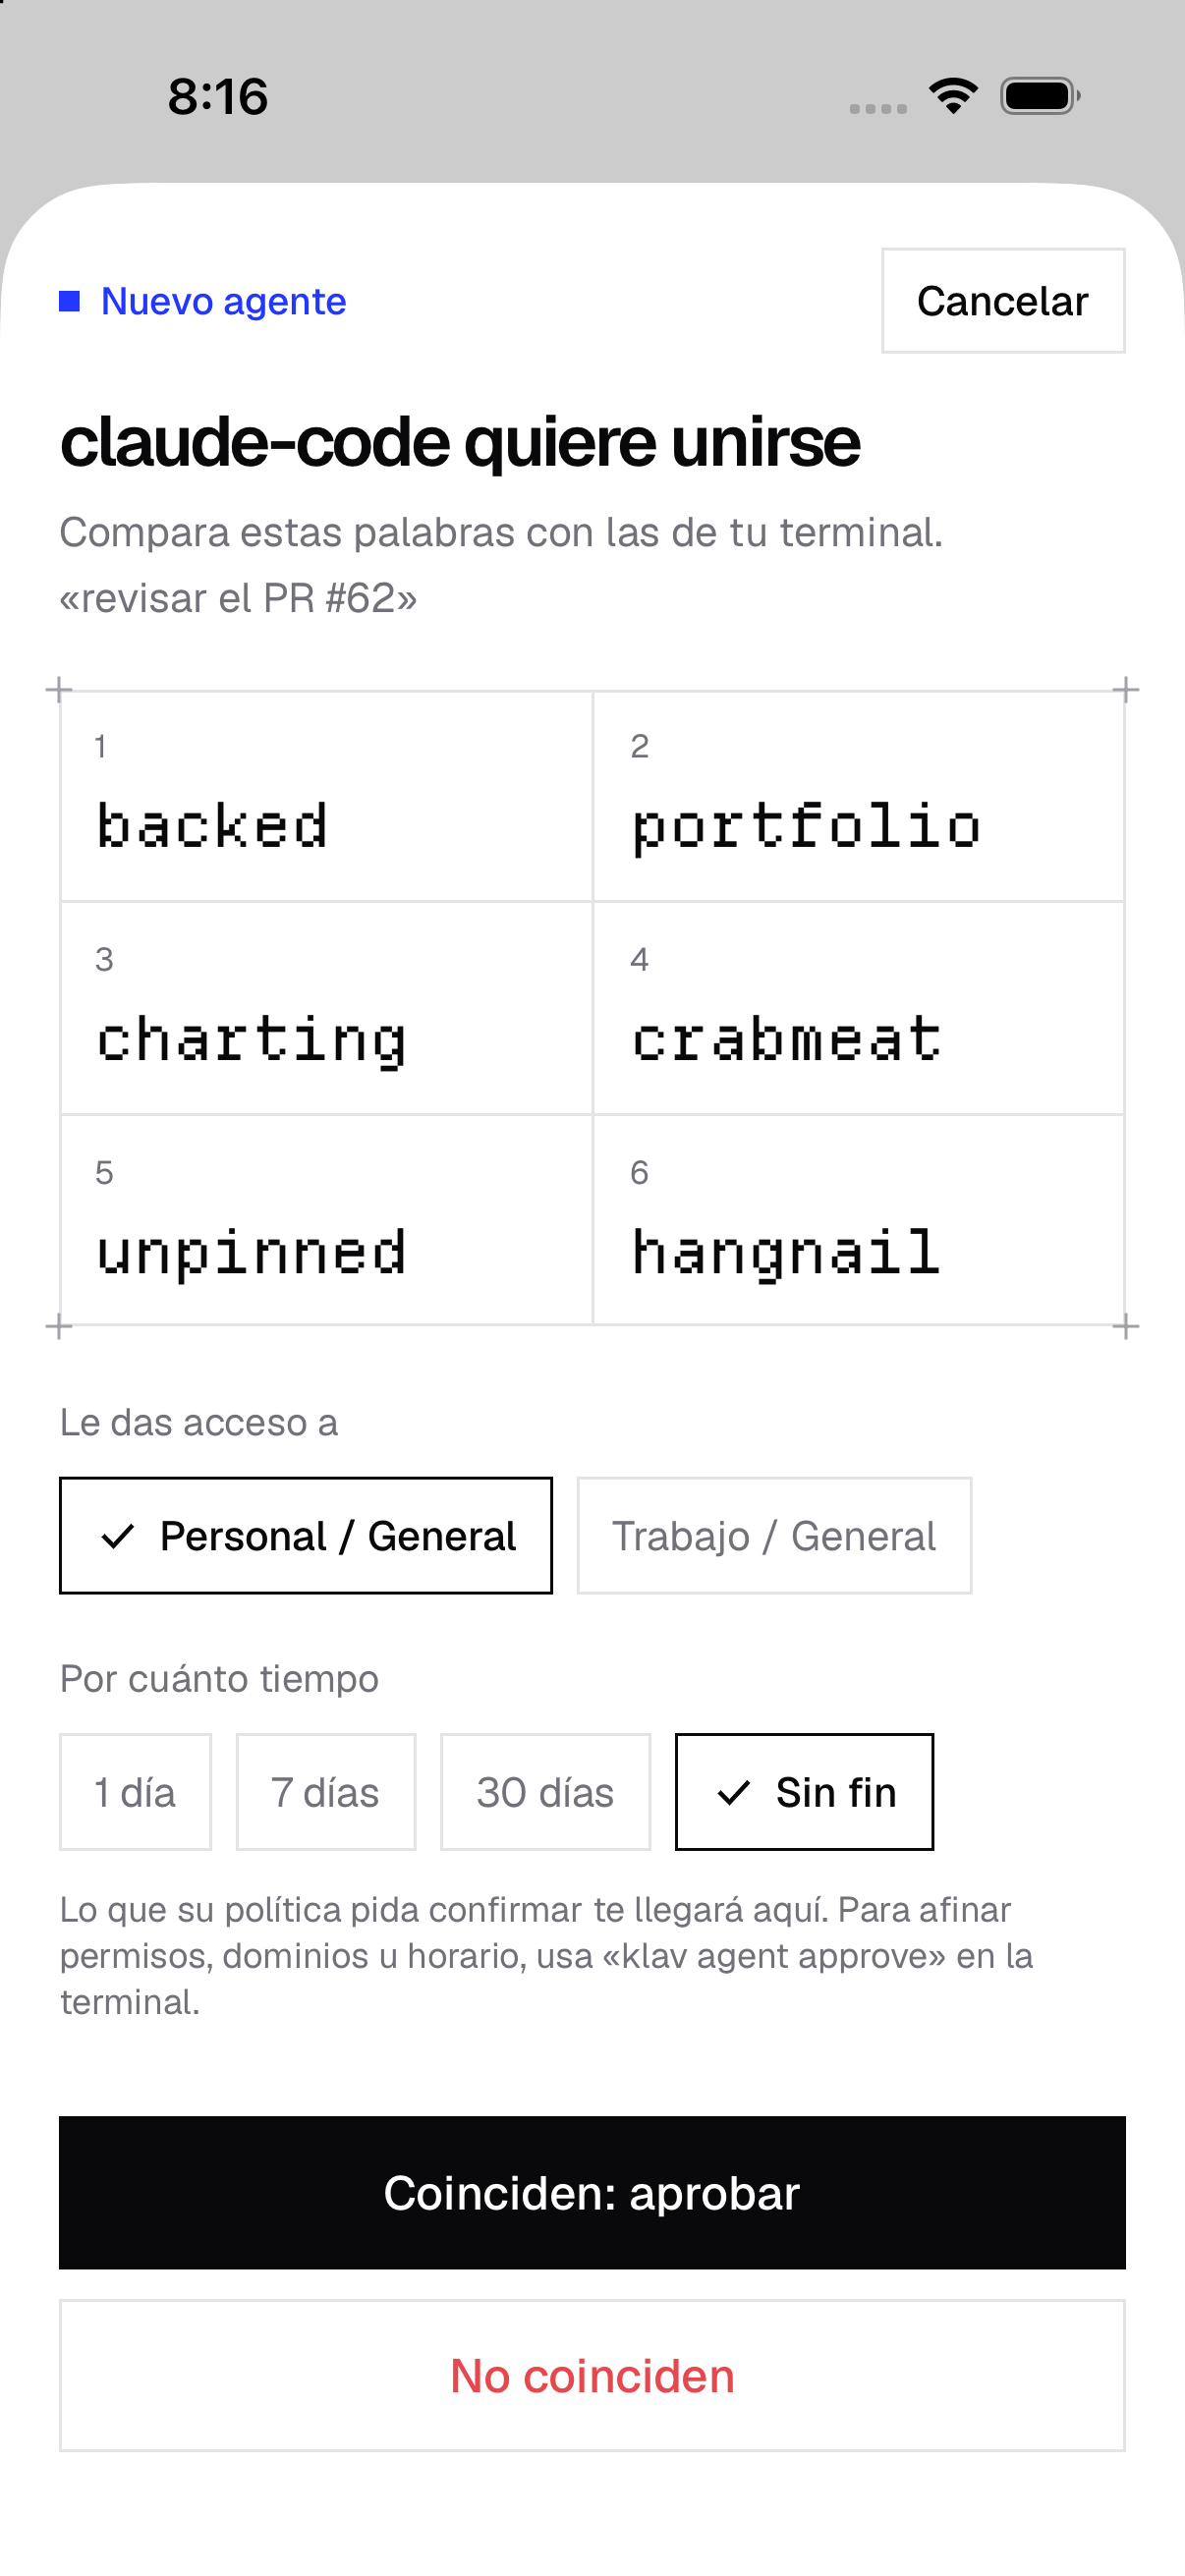 8:16
Nuevo agente
Cancelar
claude-code quiere unirse
Compara estas palabras con las de tu terminal.
«revisar el PR #62»
1
backed
2
portfolio
3
charting
4
crabmeat
5
unpinned
6
hangnail
Le das acceso a
Personal / General
Trabajo / General
Por cuánto tiempo
1 día
7 días
30 días
Sin fin
Lo que su política pida confirmar te llegará aquí. Para afinar
permisos, dominios u horario, usa «klav agent approve» en la
terminal.
Coinciden: aprobar
No coinciden